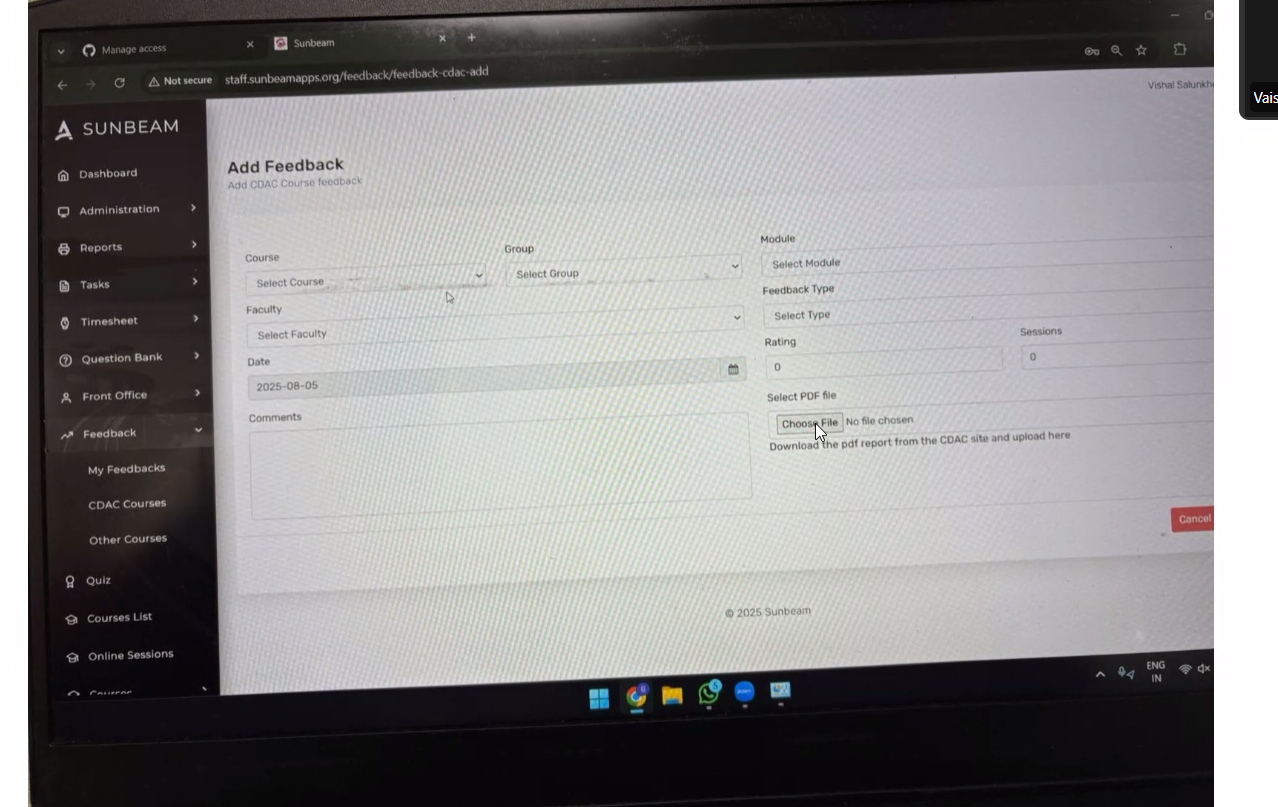 Manage access
Sunbeam
Not secure
staff.sunbeamapps.org/feedback/feedback-cdac-add
Vais
Vishal Salunkh
SUNBEAM
Dashboard
Administration
Reports
Tasks
Timesheet
Question Bank
Front Office
Feedback
My Feedbacks
CDAC Courses
Other Courses
Quiz
Courses List
Online Sessions
Add Feedback
Add CDAC Course feedback
Course
Select Course
Group
Select Group
Module
Select Module
Faculty
Select Faculty
Feedback Type
Select Type
Date
2025-08-05
Rating
0
Sessions
0
Comments
Select PDF file
Choose File No file chosen
Download the pdf report from the CDAC site and upload here
Cancel
© 2025 Sunbeam
ENG
IN